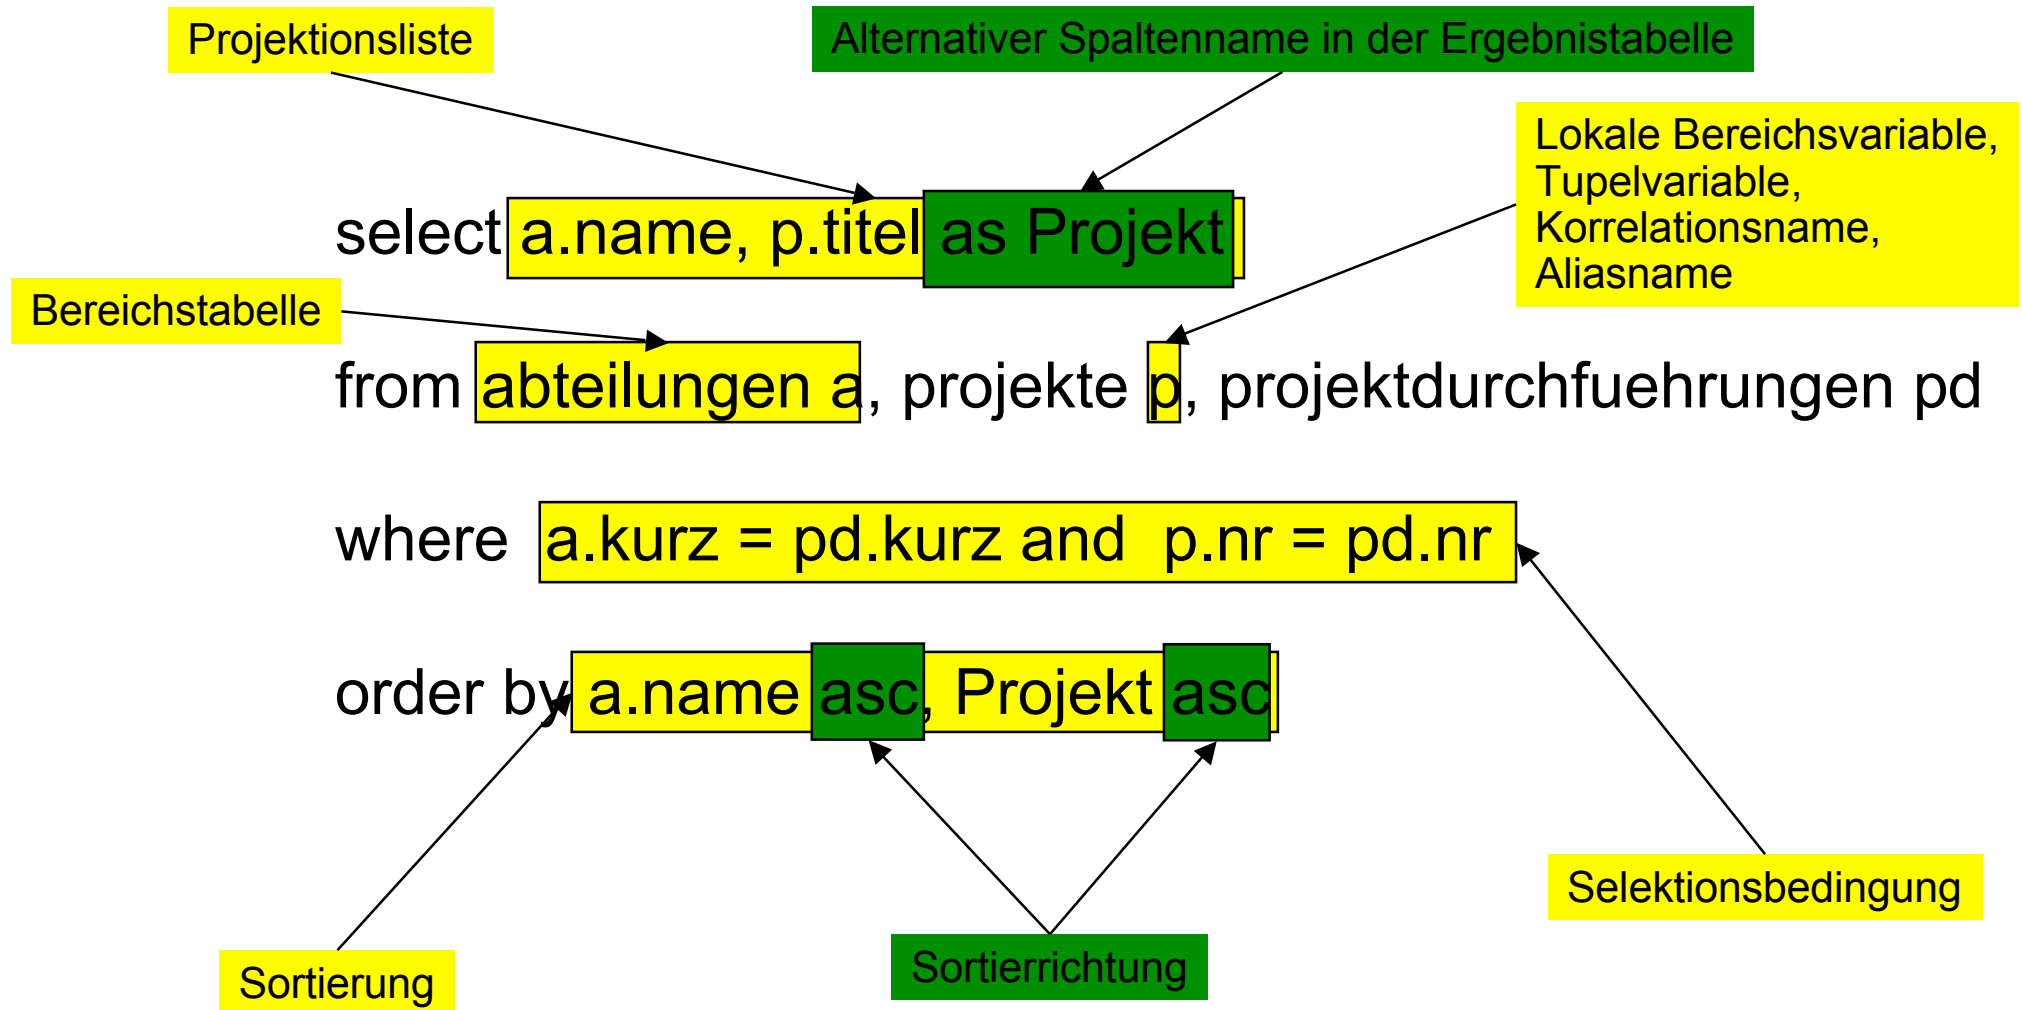 Projektionsliste
Alternativer Spaltenname in der Ergebnistabelle
Lokale Bereichsvariable,
Tupelvariable,
Korrelationsname,
Aliasname
select a.name, p.titel as Projekt
Bereichstabelle
from abteilungen a, projekte p, projektdurchfuehrungen pd
where a.kurz = pd.kurz and p.nr = pd.nr
order by a.name asc, Projekt asc
Selektionsbedingung
Sortierrichtung
Sortierung